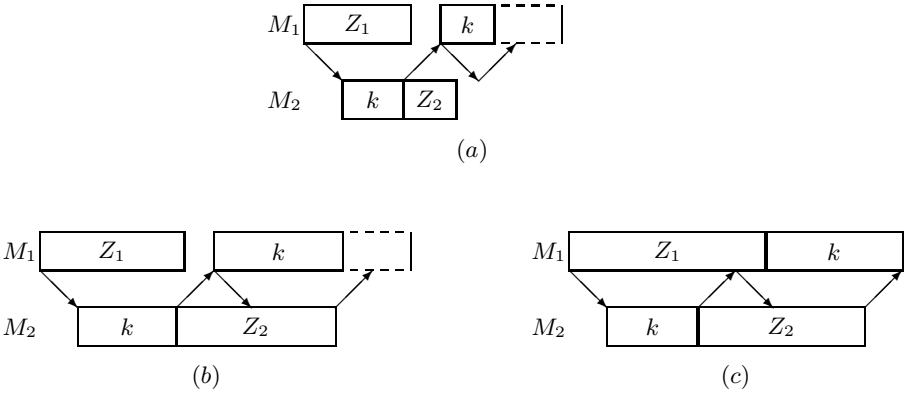 M₁ Z₁ k
M₂ k Z₂
(a)
M₁ Z₁ k
M₂ k Z₂
(b)
M₁ Z₁ k
M₂ k Z₂
(c)